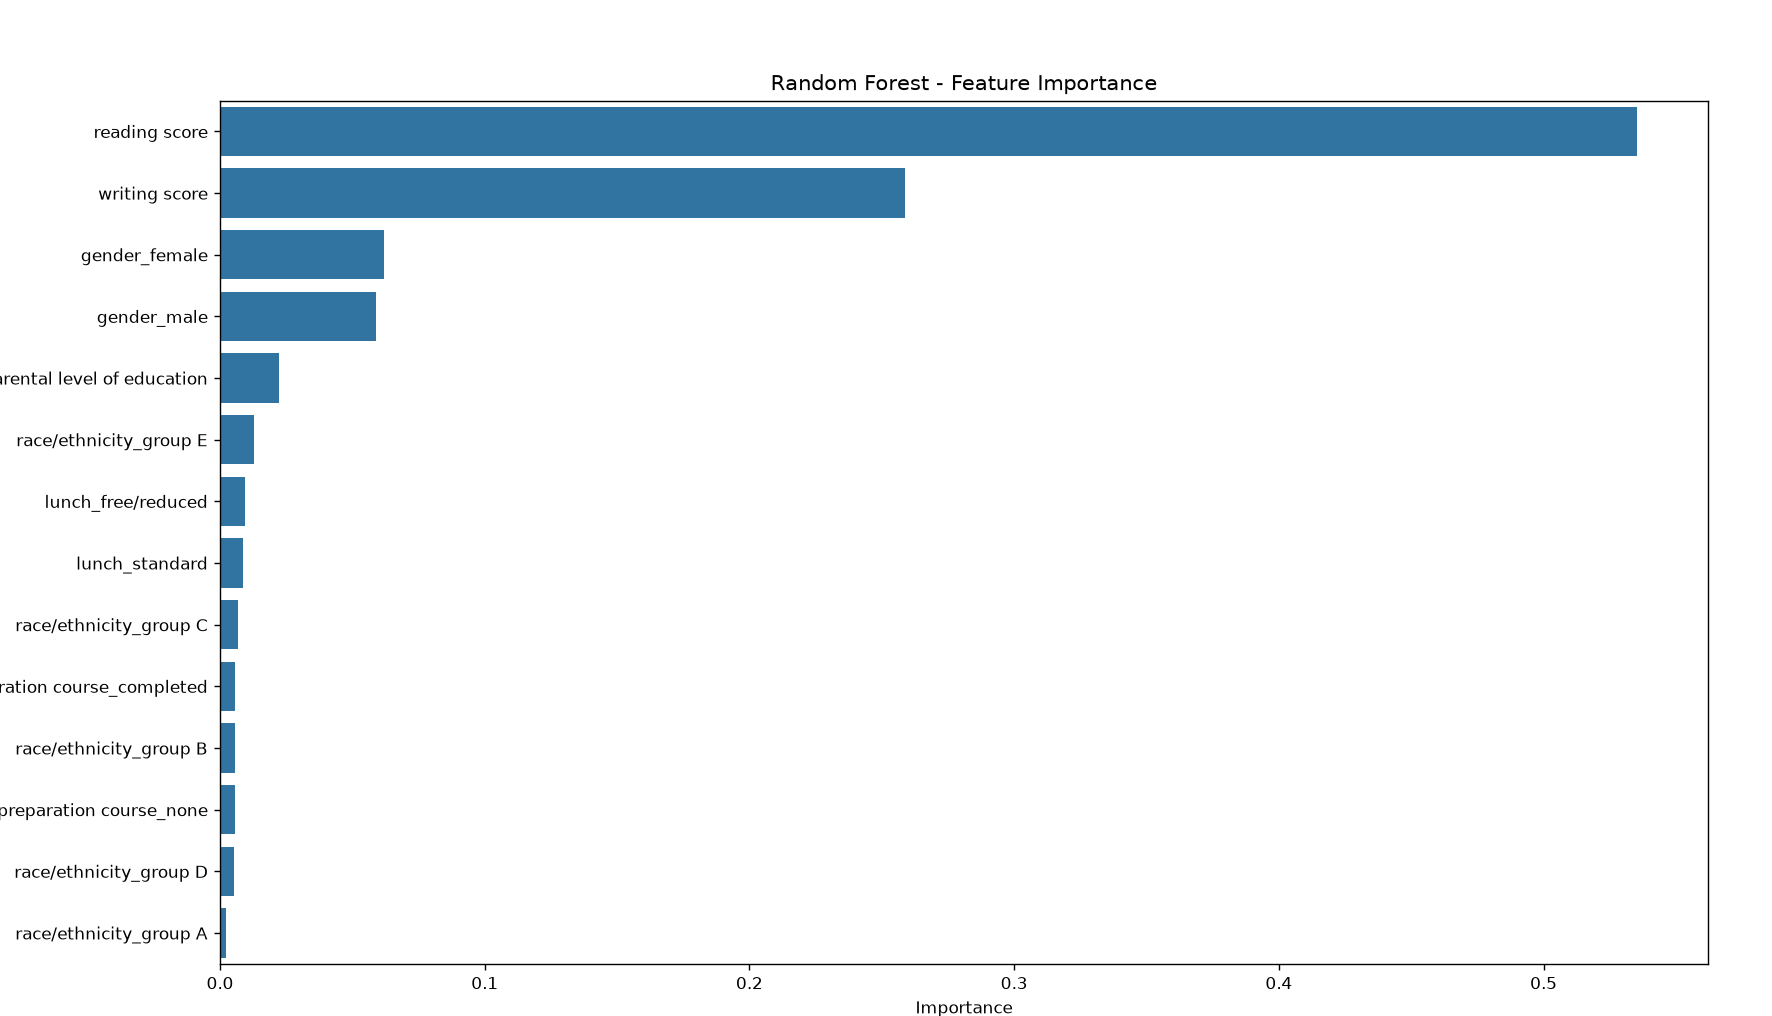 Random Forest - Feature Importance
reading score
writing score
gender_female
gender_male
level of education
race/ethnicity_group E
lunch_free/reduced
lunch_standard
race/ethnicity_group C
course_completed
race/ethnicity_group B
preparation course_none
race/ethnicity_group D
race/ethnicity_group A
0.0 0.1 0.2 0.3 0.4 0.5
Importance